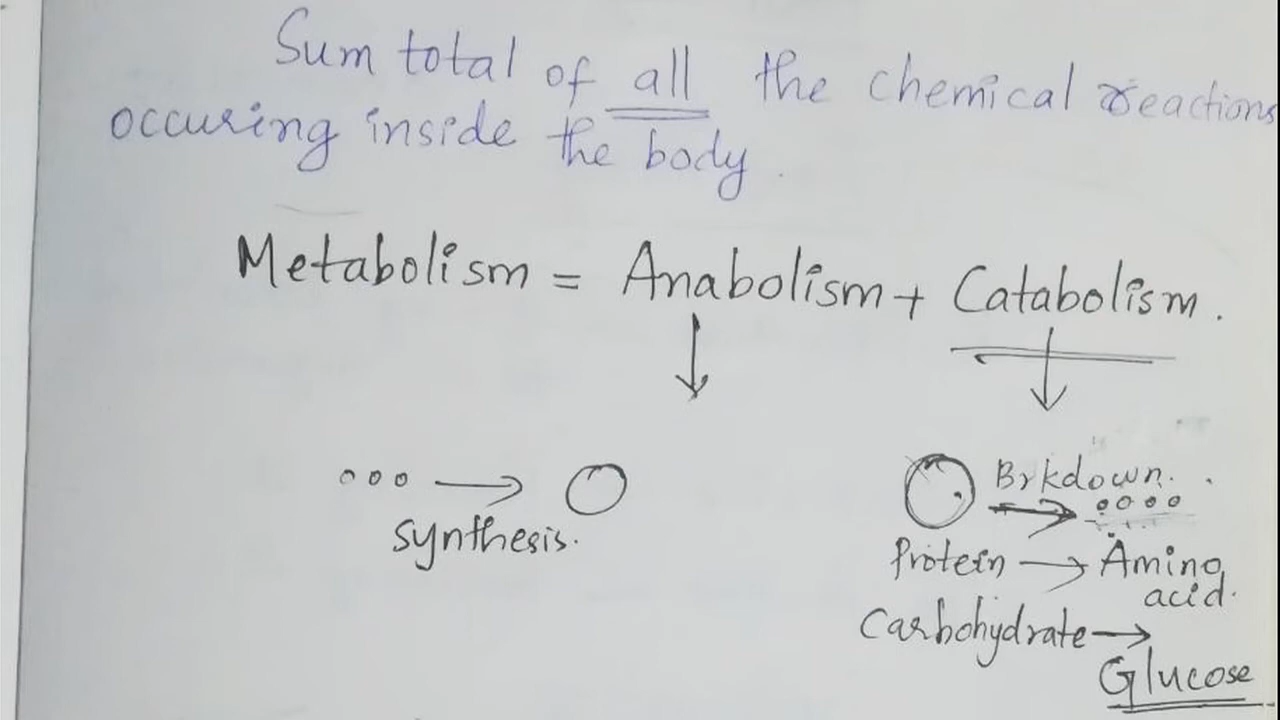 Sum total of all the chemical reactions
occuring inside the body.
Metabolism = Anabolism + Catabolism.
ooo → O
synthesis.
Brkdown.
Protein → Amino
acid.
Carbohydrate →
Glucose